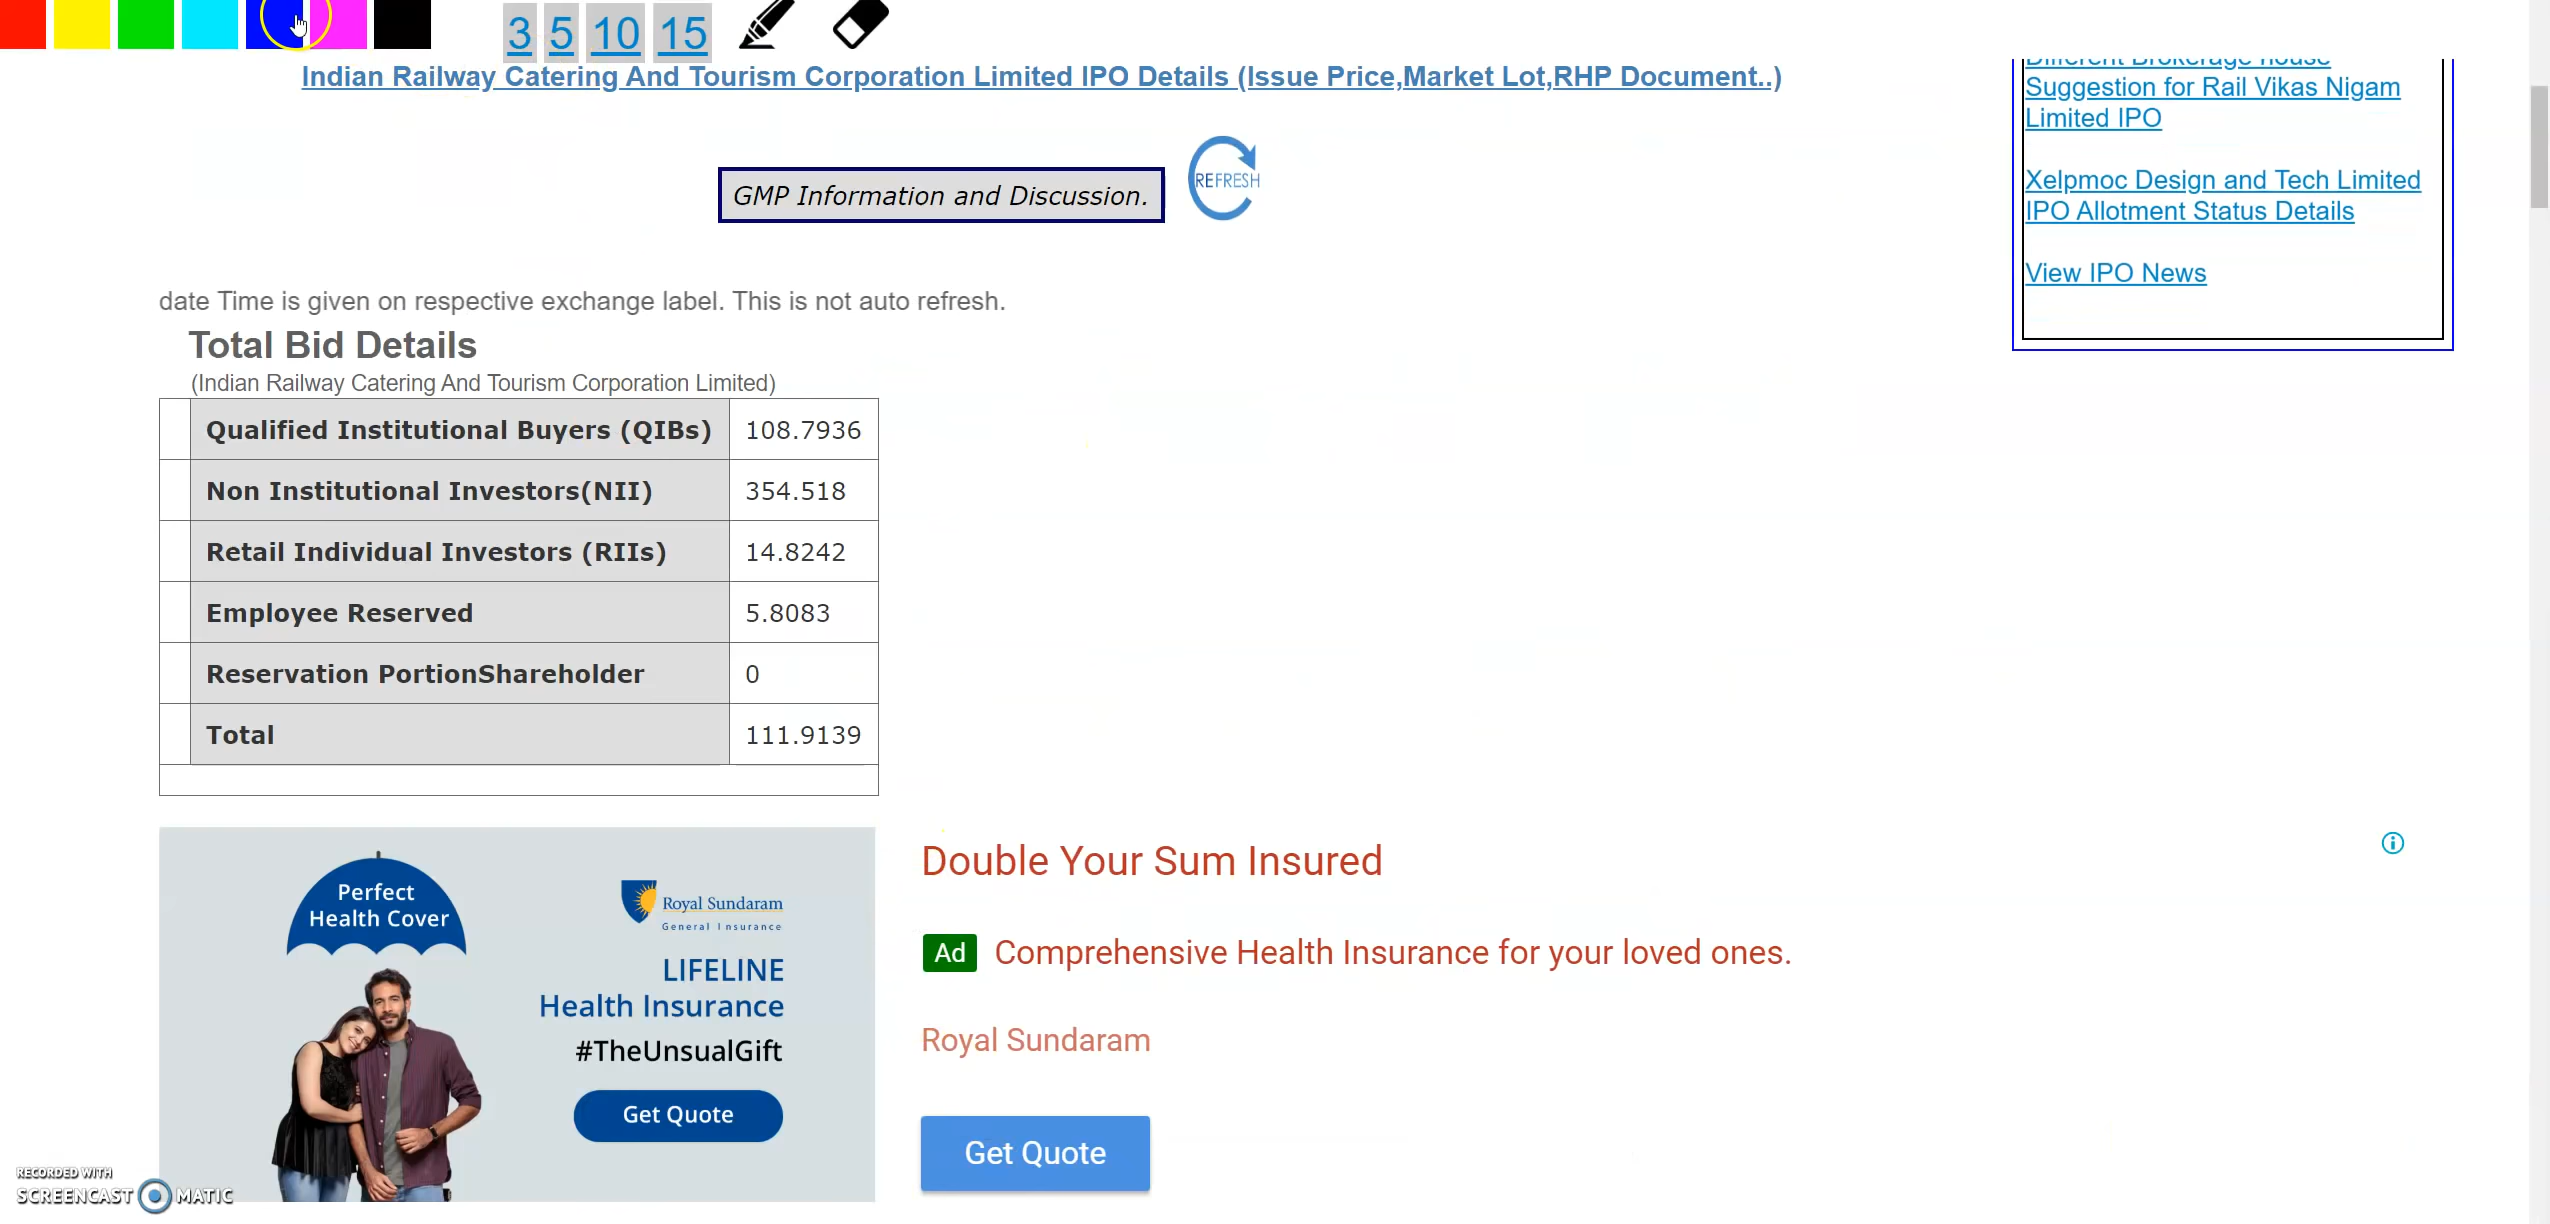 3 5 10 15
Indian Railway Catering And Tourism Corporation Limited IPO Details (Issue Price,Market Lot,RHP Document..)
GMP Information and Discussion.
REFRESH
Different Brokerage house
Suggestion for Rail Vikas Nigam
Limited IPO
Xelpmoc Design and Tech Limited
IPO Allotment Status Details
View IPO News
date Time is given on respective exchange label. This is not auto refresh.
Total Bid Details
(Indian Railway Catering And Tourism Corporation Limited)
Qualified Institutional Buyers (QIBs) 108.7936
Non Institutional Investors(NII) 354.518
Retail Individual Investors (RIIs) 14.8242
Employee Reserved 5.8083
Reservation PortionShareholder 0
Total 111.9139
Perfect
Health Cover
Royal Sundaram
General Insurance
LIFELINE
Health Insurance
#TheUnsualGift
Get Quote
Double Your Sum Insured
Ad Comprehensive Health Insurance for your loved ones.
Royal Sundaram
Get Quote
RECORDED WITH
SCREENCAST MATIC